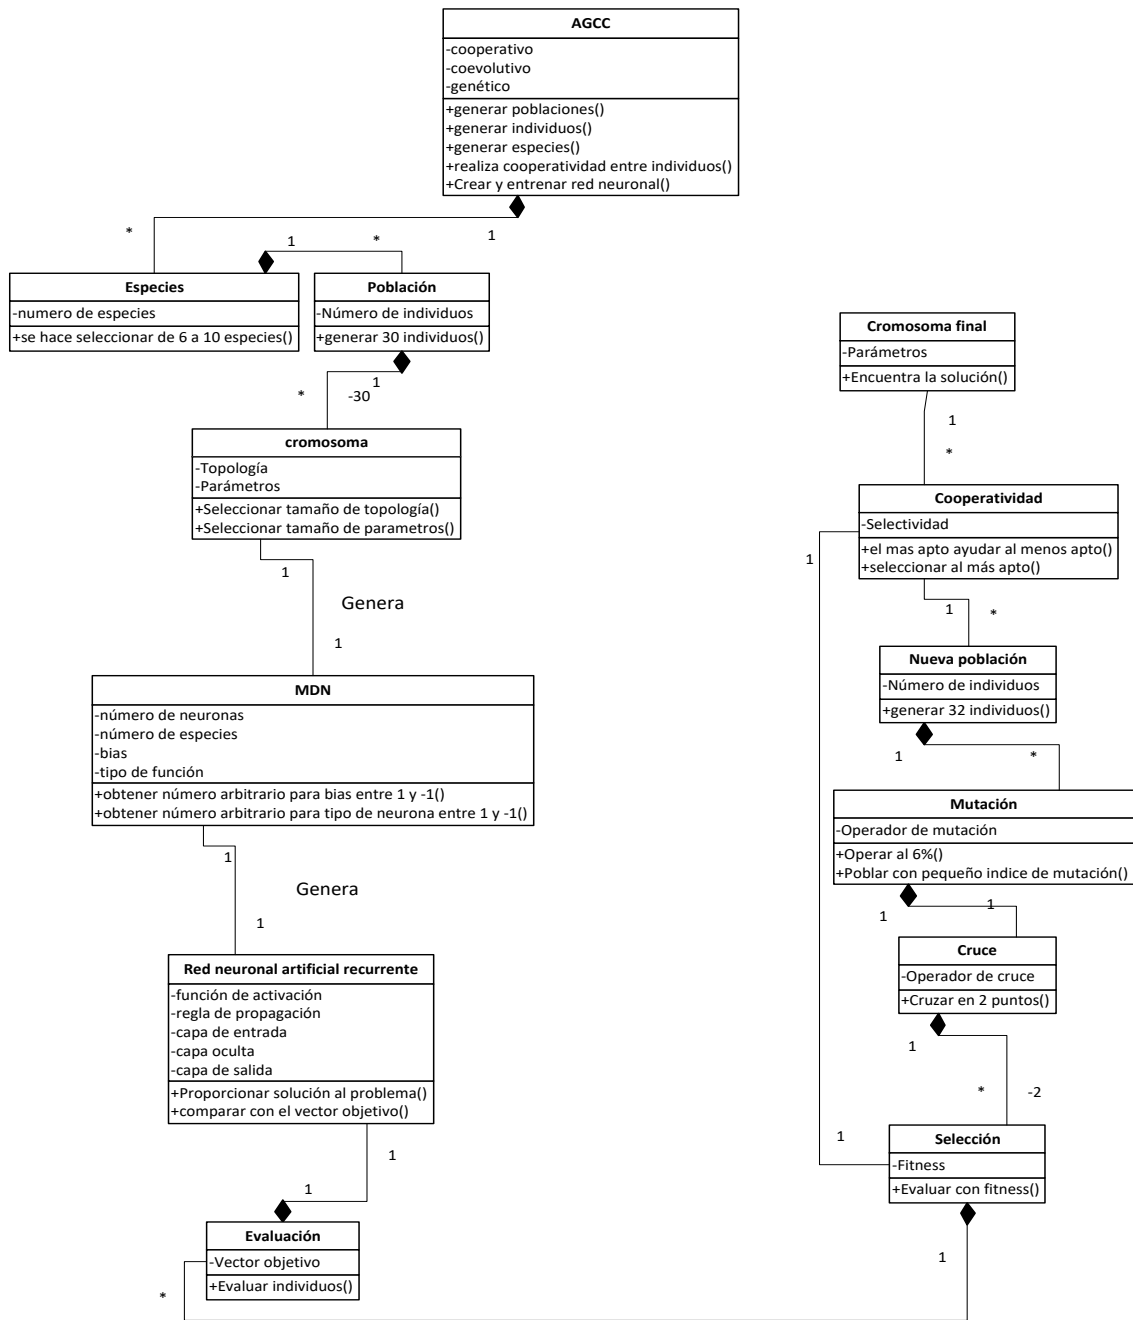 AGCC
-cooperativo
-coevolutivo
-genético
+generar poblaciones()
+generar individuos()
+generar especies()
+realiza cooperatividad entre individuos()
+Crear y entrenar red neuronal()
*
1
1
*
Especies
-numero de especies
+se hace seleccionar de 6 a 10 especies()
Población
-Número de individuos
+generar 30 individuos()
1
*
-30
cromosoma
-Topología
-Parámetros
+Seleccionar tamaño de topología()
+Seleccionar tamaño de parametros()
1
Genera
1
MDN
-número de neuronas
-número de especies
-bias
-tipo de función
+obtener número arbitrario para bias entre 1 y -1()
+obtener número arbitrario para tipo de neurona entre 1 y -1()
1
Genera
1
Red neuronal artificial recurrente
-función de activación
-regla de propagación
-capa de entrada
-capa oculta
-capa de salida
+Proporcionar solución al problema()
+comparar con el vector objetivo()
1
1
Evaluación
-Vector objetivo
+Evaluar individuos()
*
Cromosoma final
-Parámetros
+Encuentra la solución()
1
*
Cooperatividad
-Selectividad
+el mas apto ayudar al menos apto()
+seleccionar al más apto()
1
1
*
Nueva población
-Número de individuos
+generar 32 individuos()
1
*
Mutación
-Operador de mutación
+Operar al 6%()
+Poblar con pequeño indice de mutación()
1
1
Cruce
-Operador de cruce
+Cruzar en 2 puntos()
1
*
-2
1
Selección
-Fitness
+Evaluar con fitness()
1